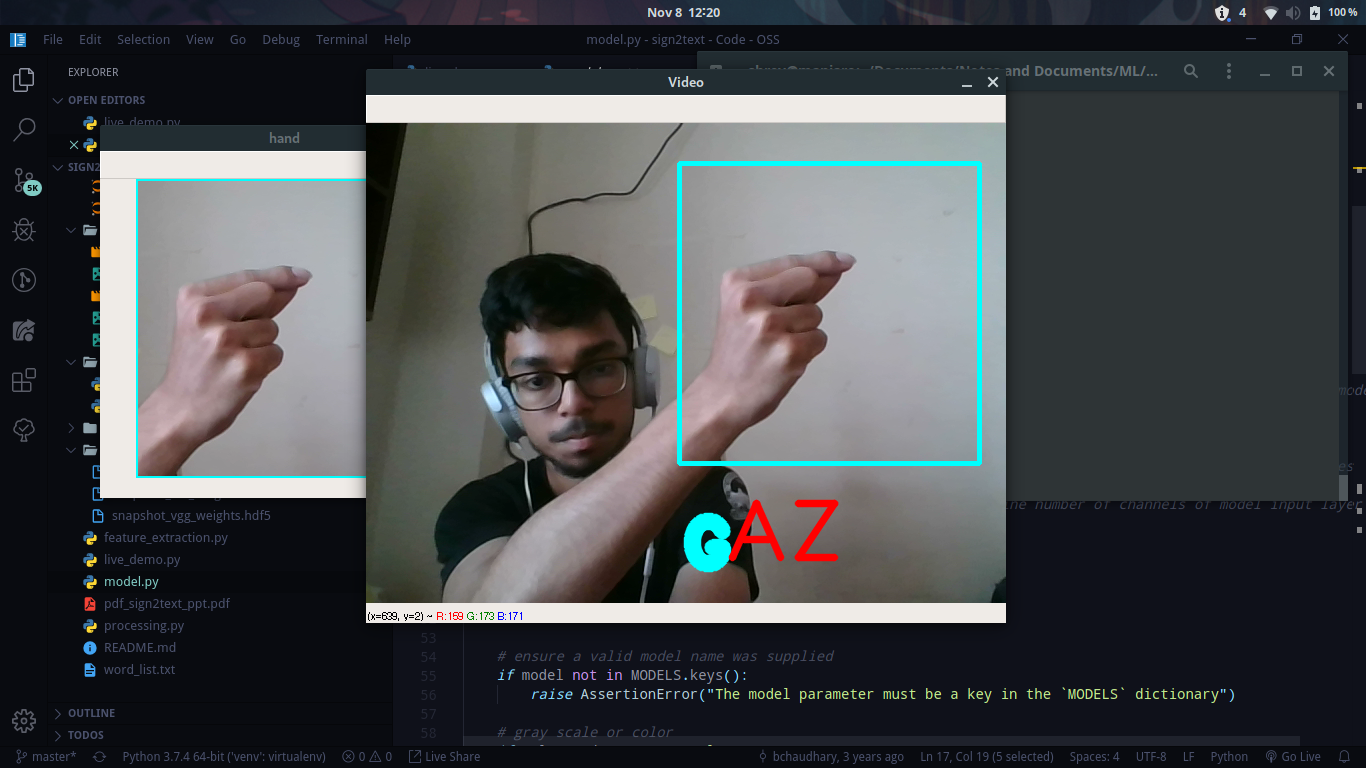 Nov 8 12:20
4
100 %
File Edit Selection View Go Debug Terminal Help
model.py - sign2text - Code - OSS
EXPLORER
OPEN EDITORS
live_demo.py
hand
Video
and Documents/ML/...
SIGN2
5K
GAZ
(x=639, y=2) ~ R:159 G:173 B:171
snapshot_vgg_weights.hdf5
feature_extraction.py
live_demo.py
model.py
pdf_sign2text_ppt.pdf
processing.py
README.md
word_list.txt
OUTLINE
TODOS
number of channels of model input layer
53
54 # ensure a valid model name was supplied
55 if model not in MODELS.keys():
56 raise AssertionError("The model parameter must be a key in the `MODELS` dictionary")
57
58 # gray scale or color
master* Python 3.7.4 64-bit ('venv': virtualenv) 0 0 Live Share bchaudhary, 3 years ago Ln 17, Col 19 (5 selected) Spaces: 4 UTF-8 LF Python Go Live